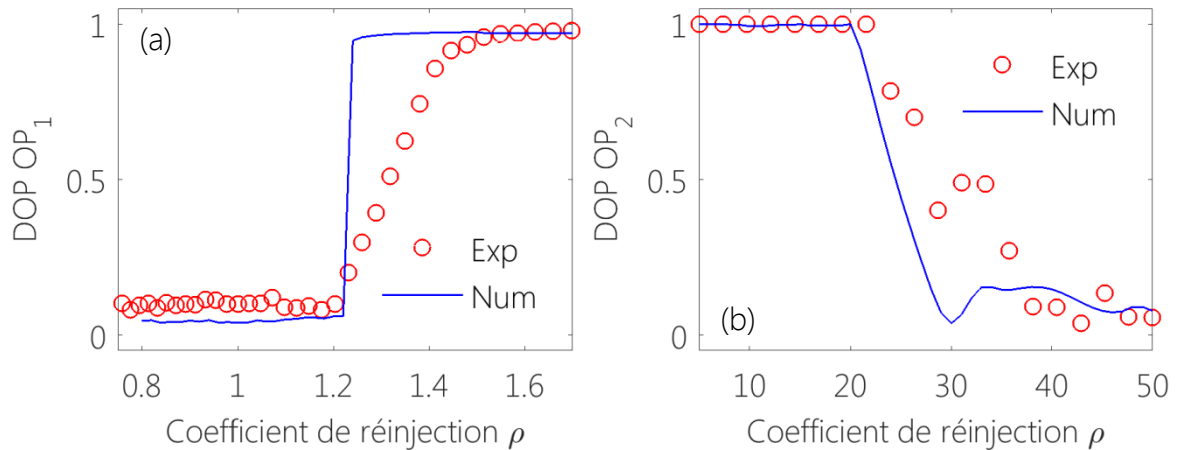 (a)
1
0.5
0
DOP OP1
Exp
Num
0.8 1 1.2 1.4 1.6
Coefficient de réinjection ρ
1
0.5
0
DOP OP2
Exp
Num
(b)
10 20 30 40 50
Coefficient de réinjection ρ